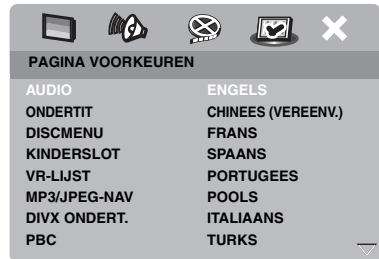 PAGINA VOORKEUREN
AUDIO ENGELS
ONDERTIT CHINEES (VEREENV.)
DISCMENU FRANS
KINDERSLOT SPAANS
VR-LIJST PORTUGEES
MP3/JPEG-NAV POOLS
DIVX ONDERT. ITALIAANS
PBC TURKS